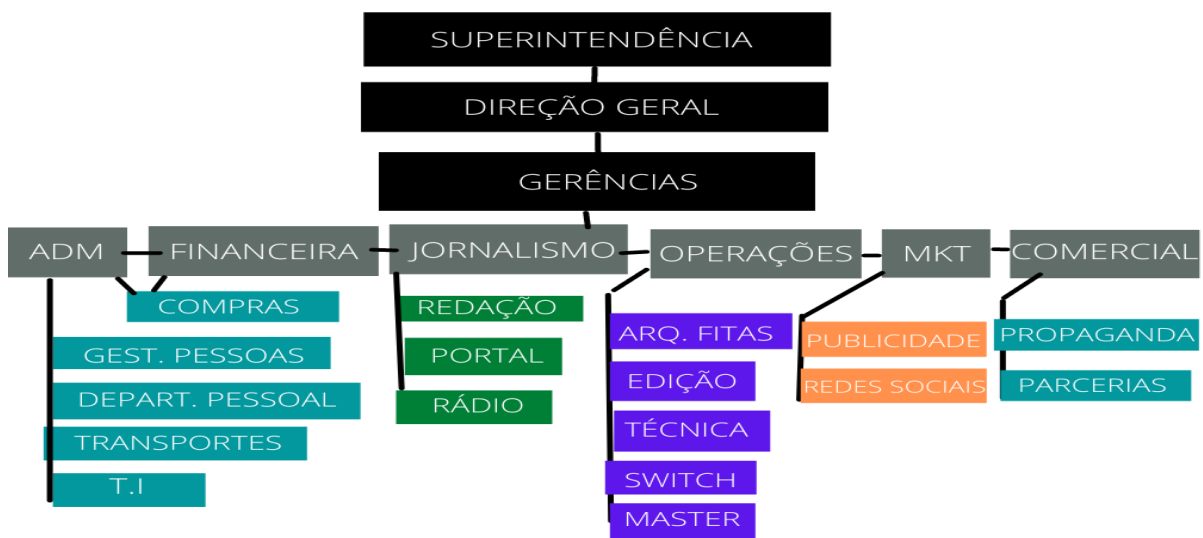 SUPERINTENDÊNCIA
DIREÇÃO GERAL
GERÊNCIAS
ADM
FINANCEIRA
JORNALISMO
OPERAÇÕES
MKT
COMERCIAL
COMPRAS
GEST. PESSOAS
DEPART. PESSOAL
TRANSPORTES
T.I
REDAÇÃO
PORTAL
RÁDIO
ARQ. FITAS
EDIÇÃO
TÉCNICA
SWITCH
MASTER
PUBLICIDADE
REDES SOCIAIS
PROPAGANDA
PARCERIAS